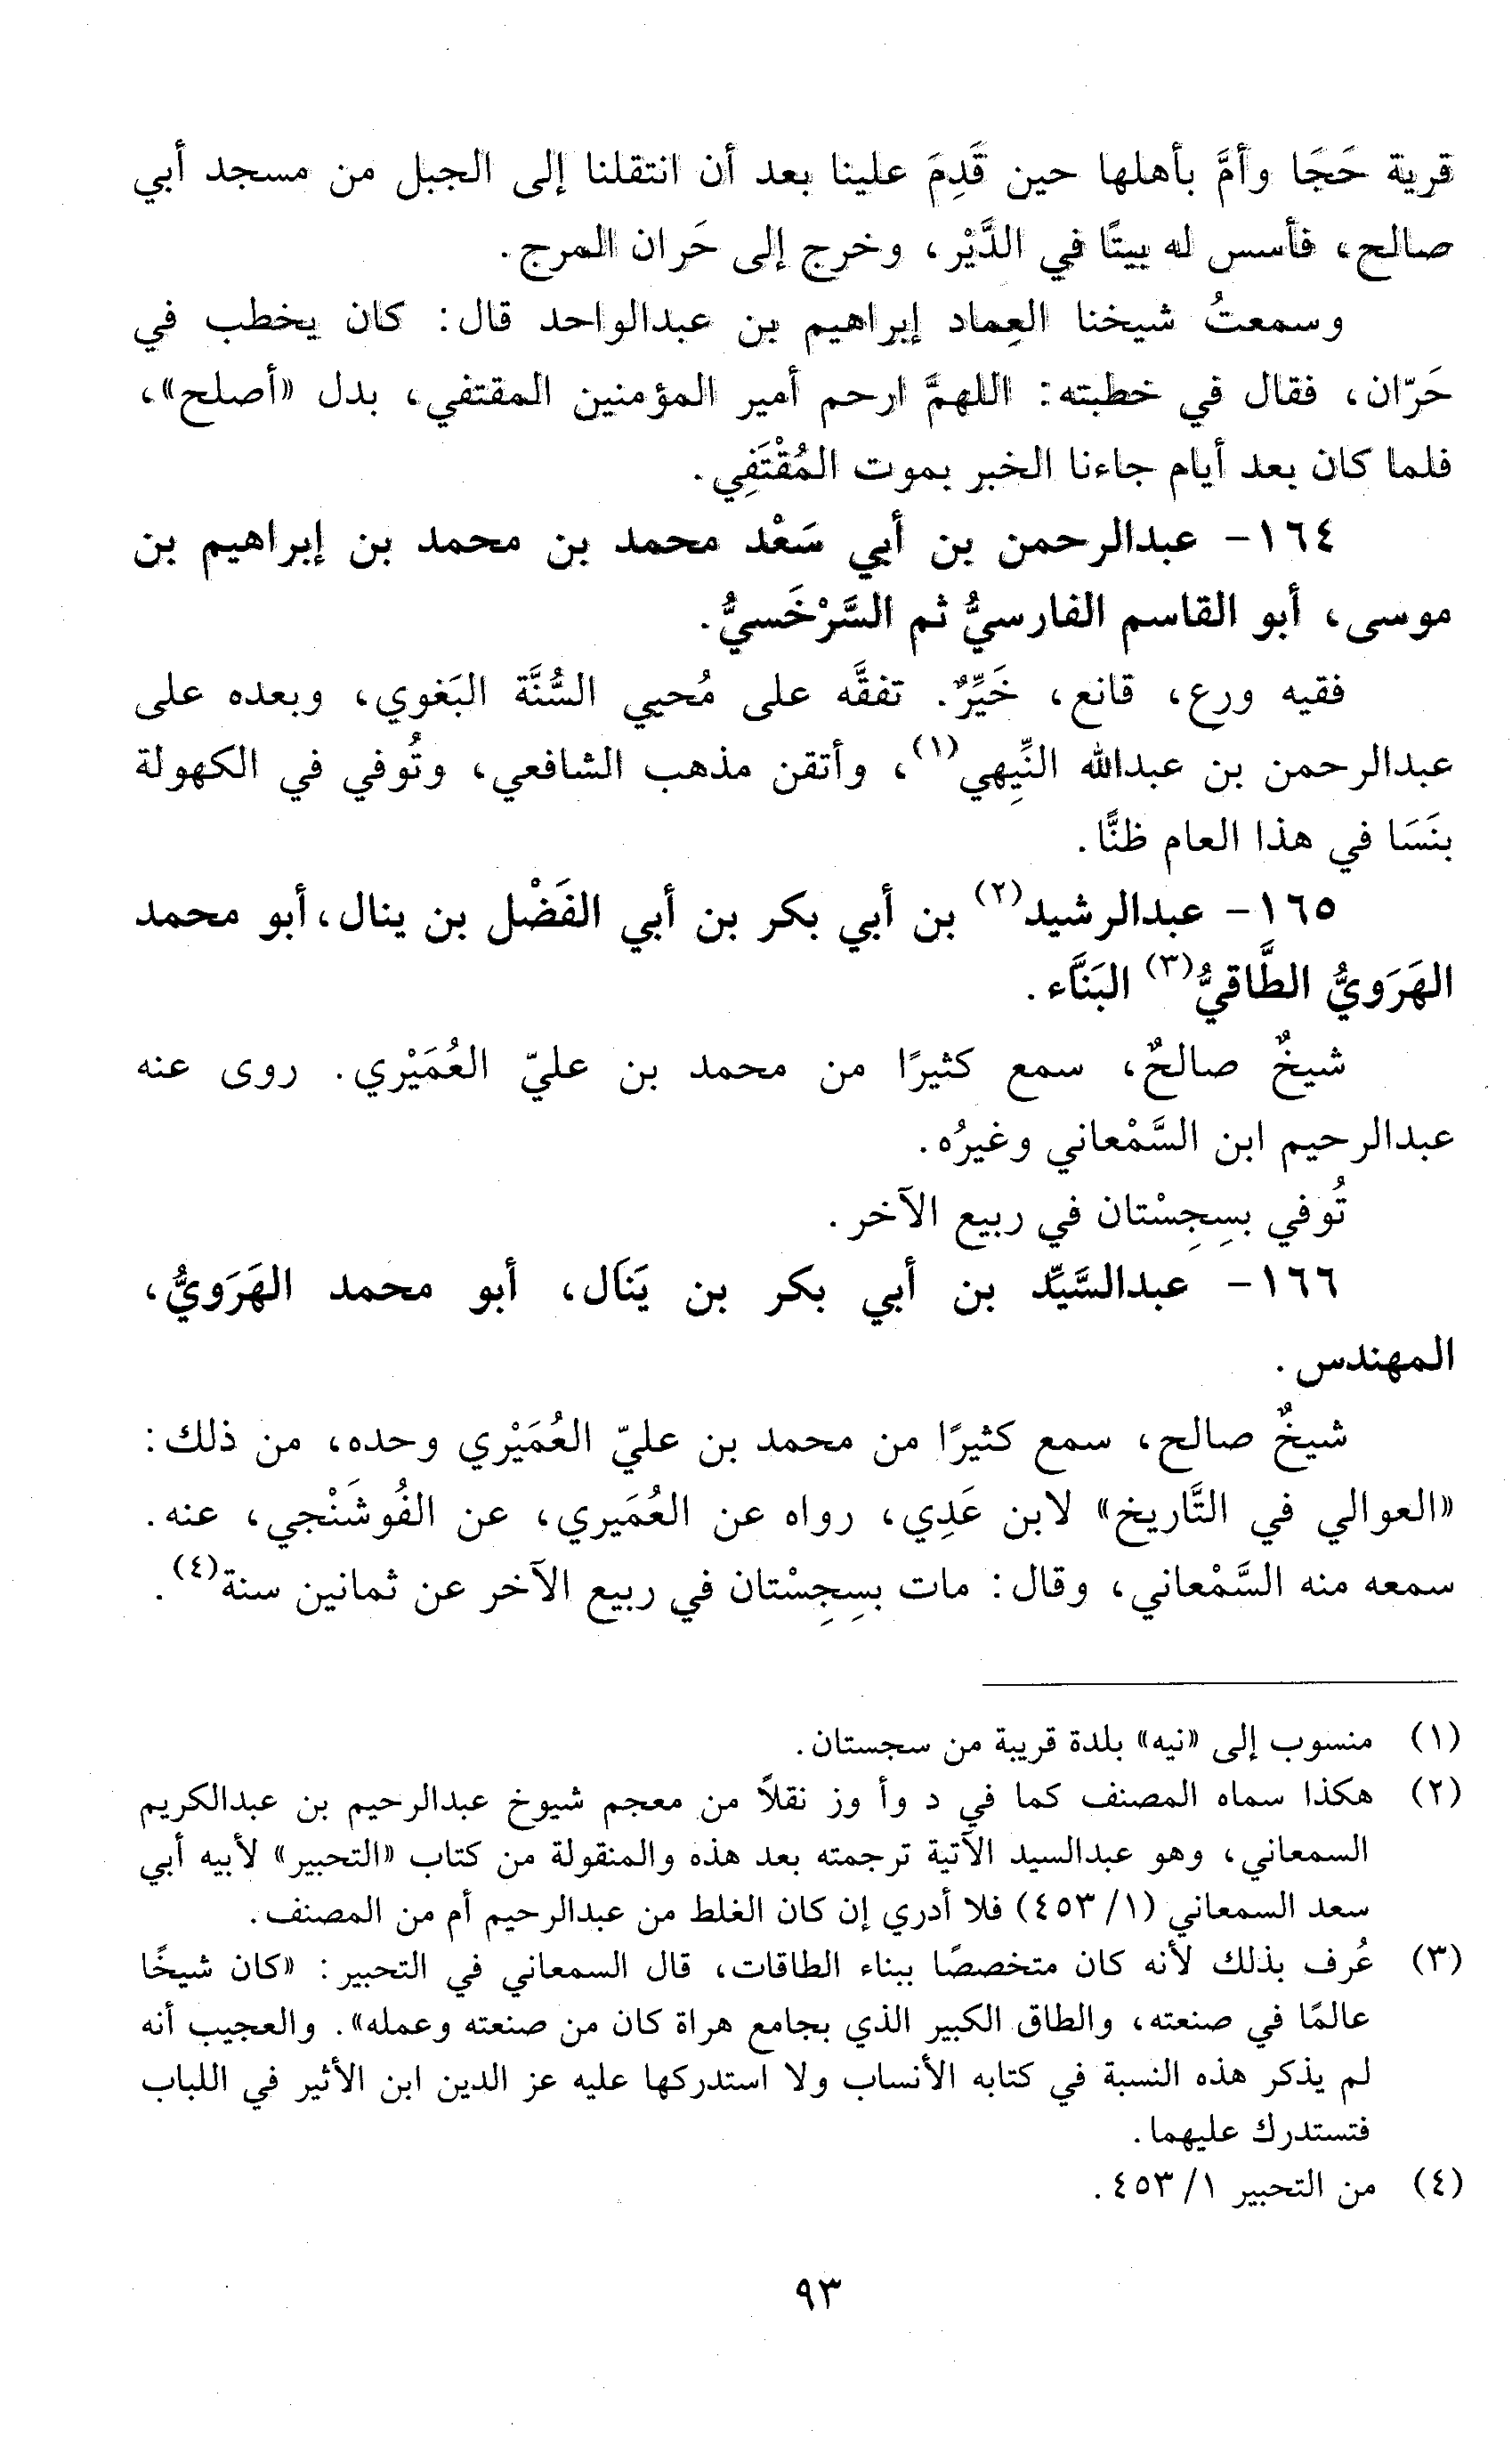 قرية حَجَا وأمَّ بأهلها حين قَدِمَ علينا بعد أن انتقلنا إلى الجبل من مسجد أبي
صالح، فأسس له بيتًا في الدَّيْر، وخرج إلى حَران المرج.
وسمعتُ شيخنا العِماد إبراهيم بن عبدالواحد قال: كان يخطب في
حَرّان، فقال في خطبته: اللهمَّ ارحم أمير المؤمنين المقتفي، بدل «أصلح»،
فلما كان بعد أيام جاءنا الخبر بموت المُقْتَفِي.
١٦٤- عبدالرحمن بن أبي سَعْد محمد بن محمد بن إبراهيم بن
موسى، أبو القاسم الفارسيُّ ثم السَّرْخَسيُّ.
فقيه ورِع، قانع، خَيِّرٌ. تفقَّه على مُحيي السُّنَّة البَغوي، وبعده على
عبدالرحمن بن عبدالله النِّيهِي(١)، وأتقن مذهب الشافعي، وتُوفي في الكهولة
بنَسَا في هذا العام ظنًّا.
١٦٥- عبدالرشيد(٢) بن أبي بكر بن أبي الفَضْل بن ينال، أبو محمد
الهَرَويُّ الطَّاقيُّ(٣) البَنَّاء.
شيخٌ صالحٌ، سمع كثيرًا من محمد بن عليّ العُمَيْري. روى عنه
عبدالرحيم ابن السَّمْعاني وغيرُه.
تُوفي بسِجِسْتان في ربيع الآخر.
١٦٦- عبدالسَّيِّد بن أبي بكر بن يَنَال، أبو محمد الهَرَويُّ،
المهندس.
شيخٌ صالح، سمع كثيرًا من محمد بن عليّ العُمَيْري وحده، من ذلك:
«العوالي في التَّاريخ» لابن عَدِي، رواه عن العُمَيري، عن الفُوشَنْجي، عنه.
سمعه منه السَّمْعاني، وقال: مات بسِجِسْتان في ربيع الآخر عن ثمانين سنة(٤).
(١) منسوب إلى «نيه» بلدة قريبة من سجستان.
(٢) هكذا سماه المصنف كما في د وأ وز نقلاً من معجم شيوخ عبدالرحيم بن عبدالكريم
السمعاني، وهو عبدالسيد الآتية ترجمته بعد هذه والمنقولة من كتاب «التحبير» لأبيه أبي
سعد السمعاني (١/ ٤٥٣) فلا أدري إن كان الغلط من عبدالرحيم أم من المصنف.
(٣) عُرف بذلك لأنه كان متخصصًا ببناء الطاقات، قال السمعاني في التحبير: «كان شيخًا
عالمًا في صنعته، والطاق الكبير الذي بجامع هراة كان من صنعته وعمله». والعجيب أنه
لم يذكر هذه النسبة في كتابه الأنساب ولا استدركها عليه عز الدين ابن الأثير في اللباب
فتستدرك عليهما.
(٤) من التحبير ١/ ٤٥٣.
٩٣